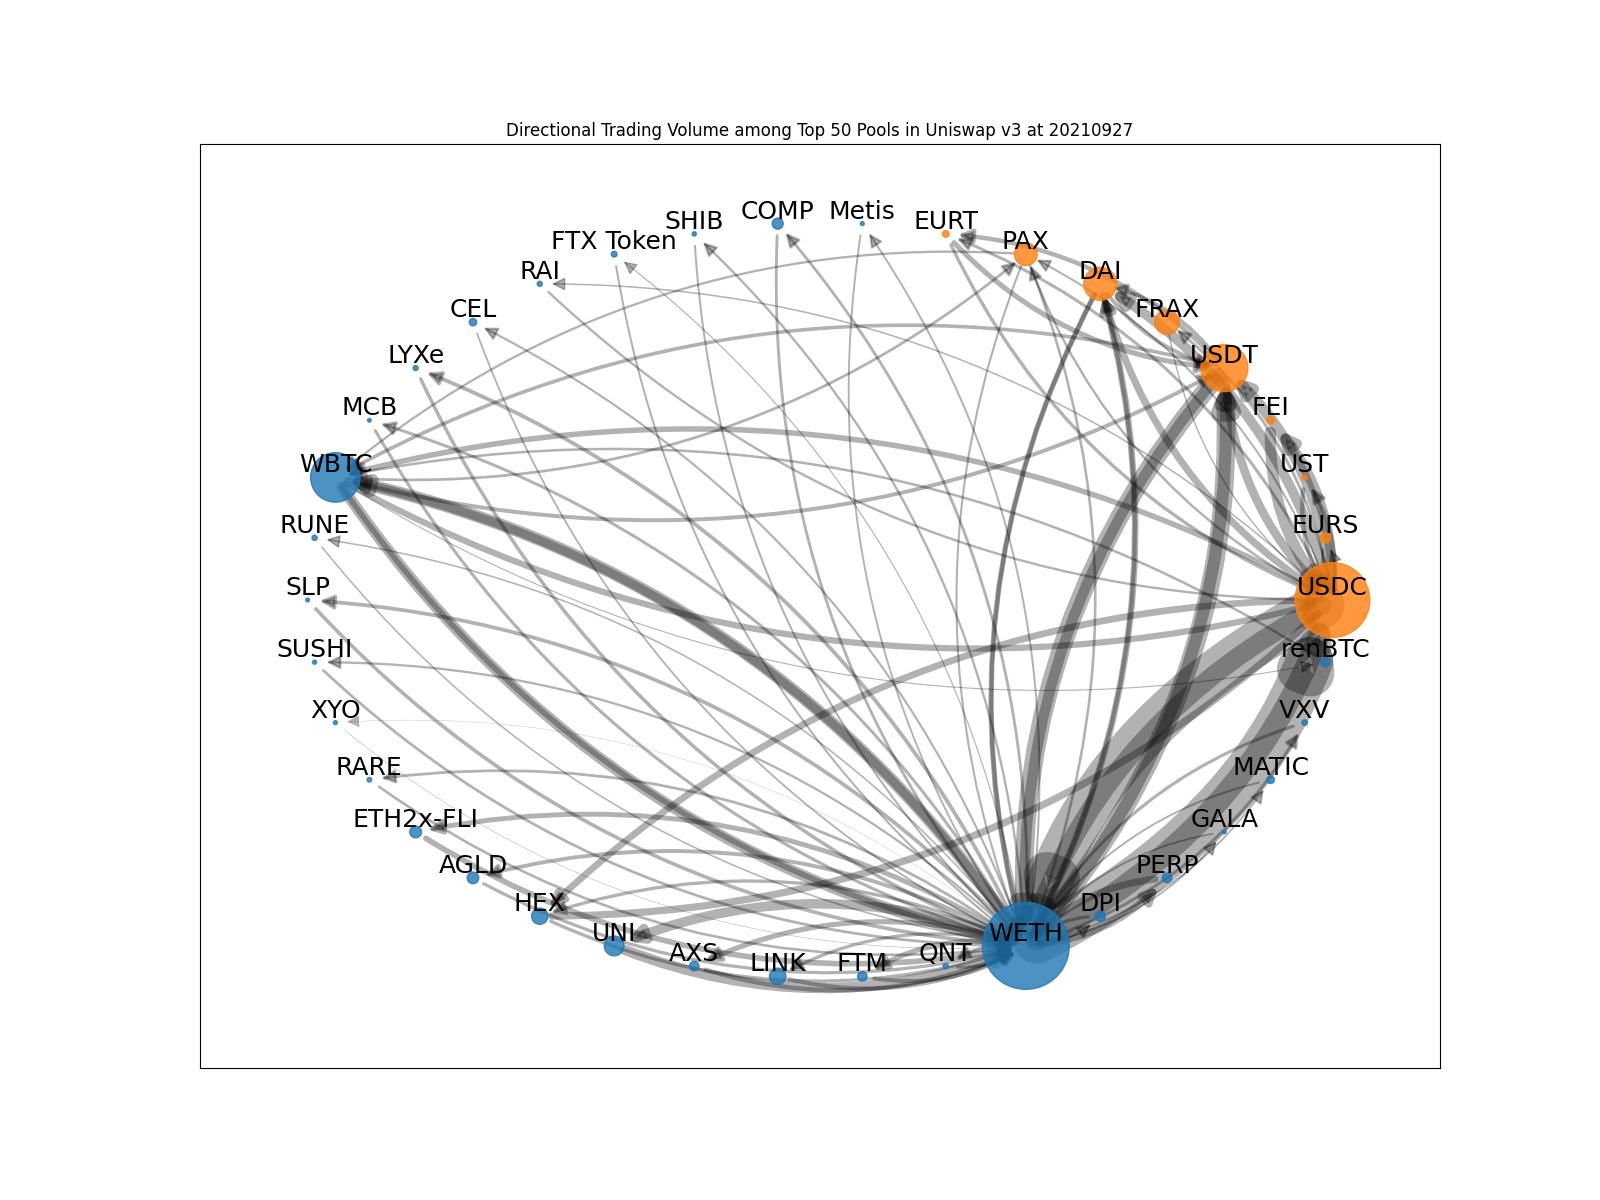 Directional Trading Volume among Top 50 Pools in Uniswap v3 at 20210927
COMP
Metis
SHIB
EURT
FTX Token
PAX
RAI
DAI
CEL
FRAX
LYXe
USDT
MCB
FEI
WBTC
UST
RUNE
EURS
SLP
USDC
SUSHI
renBTC
XYO
VXV
RARE
MATIC
ETH2x-FLI
GALA
AGLD
PERP
HEX
DPI
UNI
WETH
AXS
QNT
LINK
FTM